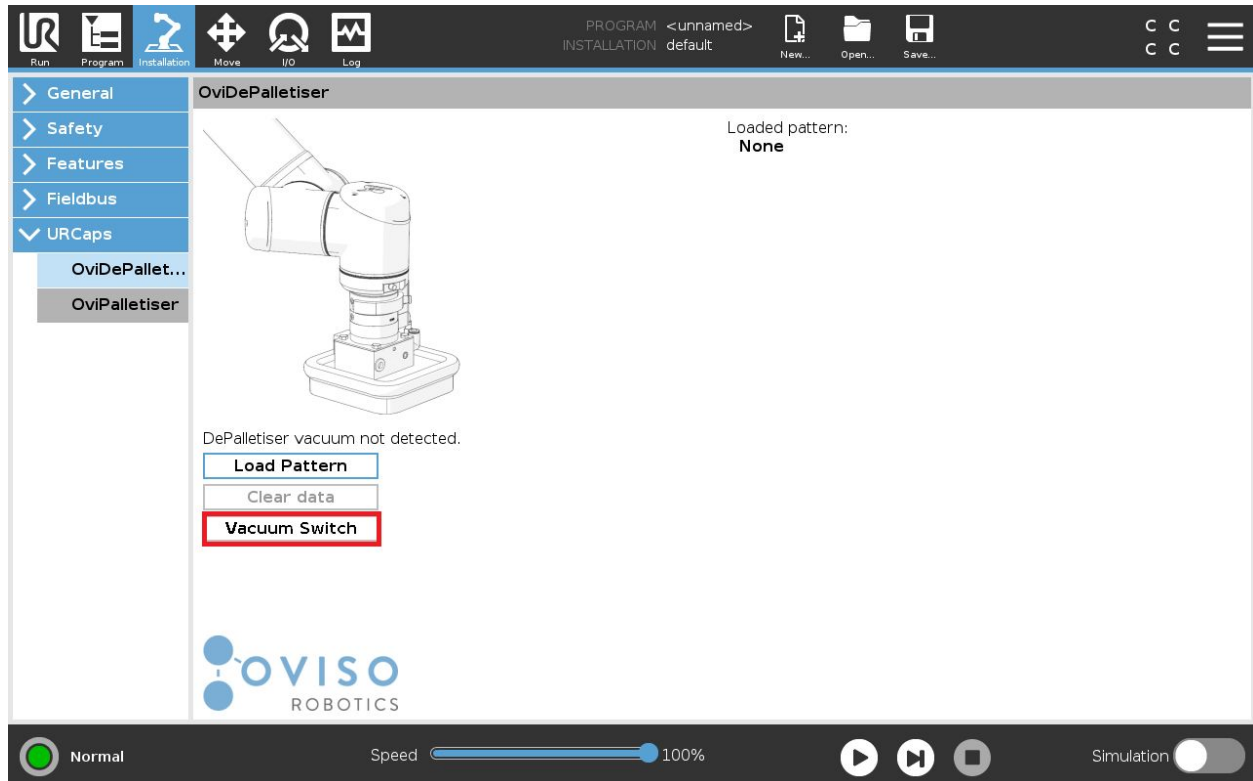 PROGRAM <unnamed>
INSTALLATION default
C C
C C
Run Program Installation Move I/O Log New... Open... Save...
General
OviDePalletiser
Safety
Features
Fieldbus
URCaps
OviDePallet...
OviPalletiser
Loaded pattern:
None
DePalletiser vacuum not detected.
Load Pattern
Clear data
Vacuum Switch
OVISO
ROBOTICS
Normal Speed 100% Simulation